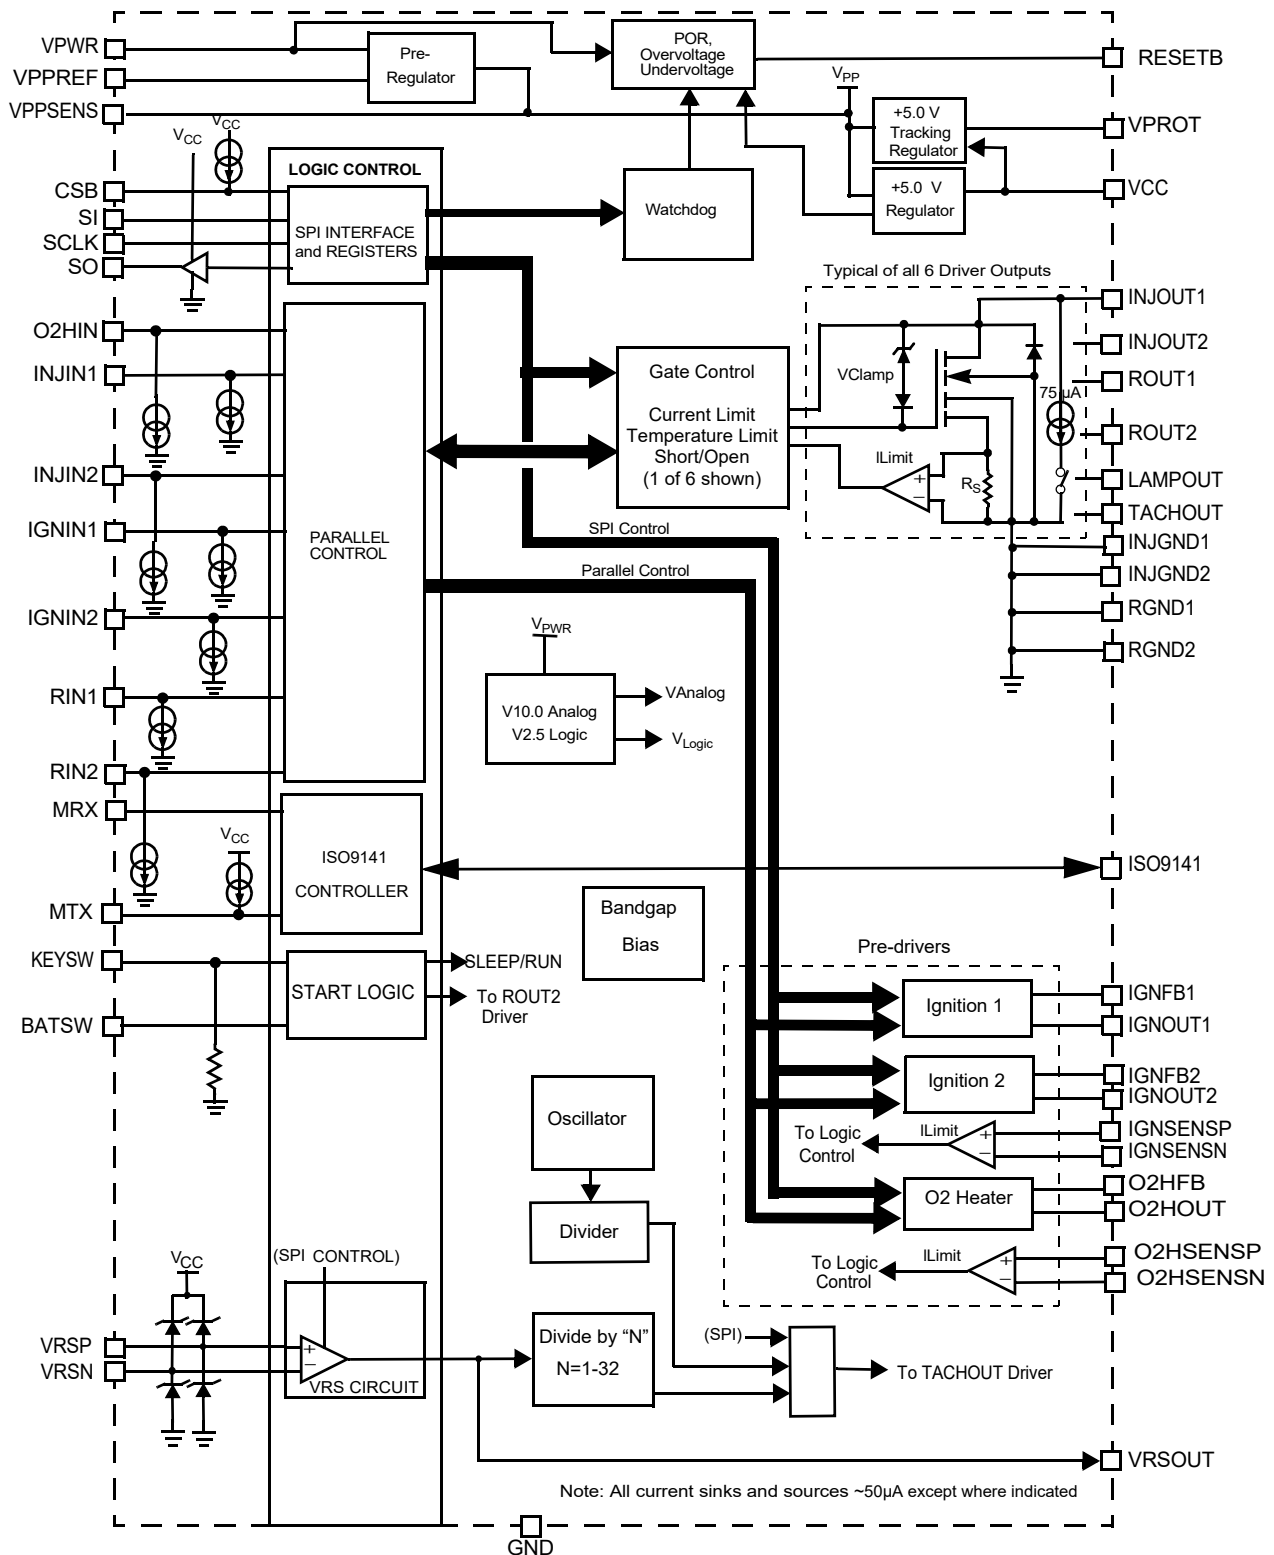 VPWR
VPPREF
VPPSENS
Pre-
Regulator
POR,
Overvoltage
Undervoltage
RESETB
VPP
+5.0 V
Tracking
Regulator
VPROT
+5.0 V
Regulator
VCC
VCC
VCC
LOGIC CONTROL
CSB
SI
SCLK
SO
SPI INTERFACE
and REGISTERS
Watchdog
Typical of all 6 Driver Outputs
O2HIN
INJIN1
INJIN2
IGNIN1
IGNIN2
RIN1
RIN2
MRX
MTX
PARALLEL
CONTROL
Gate Control
Current Limit
Temperature Limit
Short/Open
(1 of 6 shown)
VClamp
ILimit
RS
75 µA
INJOUT1
INJOUT2
ROUT1
ROUT2
LAMPOUT
TACHOUT
INJGND1
INJGND2
RGND1
RGND2
SPI Control
Parallel Control
VPWR
V10.0 Analog
V2.5 Logic
VAnalog
VLogic
VCC
ISO9141
CONTROLLER
ISO9141
Bandgap
Bias
KEYSW
BATSW
START LOGIC
SLEEP/RUN
To ROUT2
Driver
Pre-drivers
Ignition 1
IGNFB1
IGNOUT1
Ignition 2
IGNFB2
IGNOUT2
To Logic
Control
ILimit
+
−
IGNSENSP
IGNSENSN
O2 Heater
O2HFB
O2HOUT
To Logic
Control
ILimit
+
−
O2HSENSP
O2HSENSN
Oscillator
Divider
VCC
(SPI CONTROL)
VRSP
VRSN
+
−
VRS CIRCUIT
Divide by “N”
N=1-32
(SPI)
To TACHOUT Driver
VRSOUT
Note: All current sinks and sources ~50µA except where indicated
GND